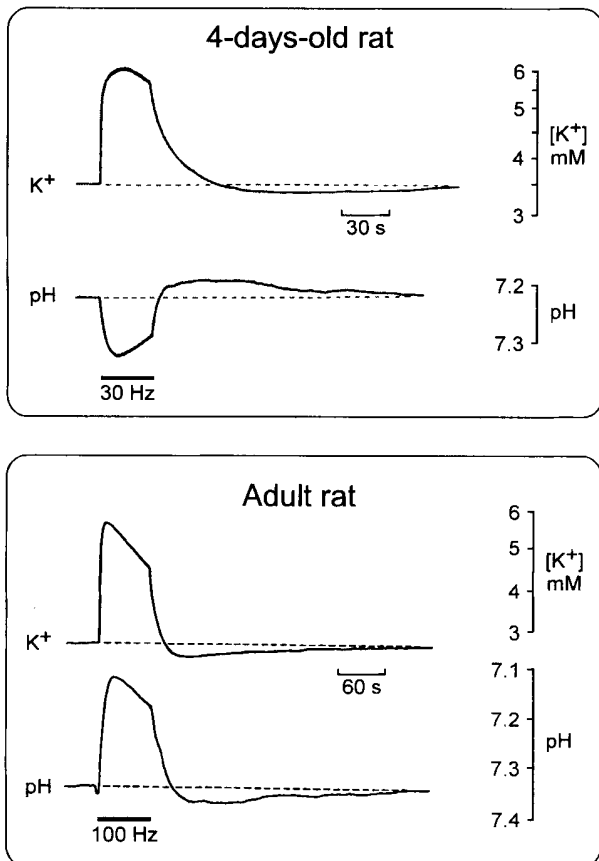 4-days-old rat
6
5
[K⁺]
mM
4
3
K⁺
30 s
pH
7.2
pH
7.3
30 Hz
Adult rat
6
5
[K⁺]
mM
4
3
K⁺
60 s
7.1
7.2
pH
7.3
pH
7.4
100 Hz